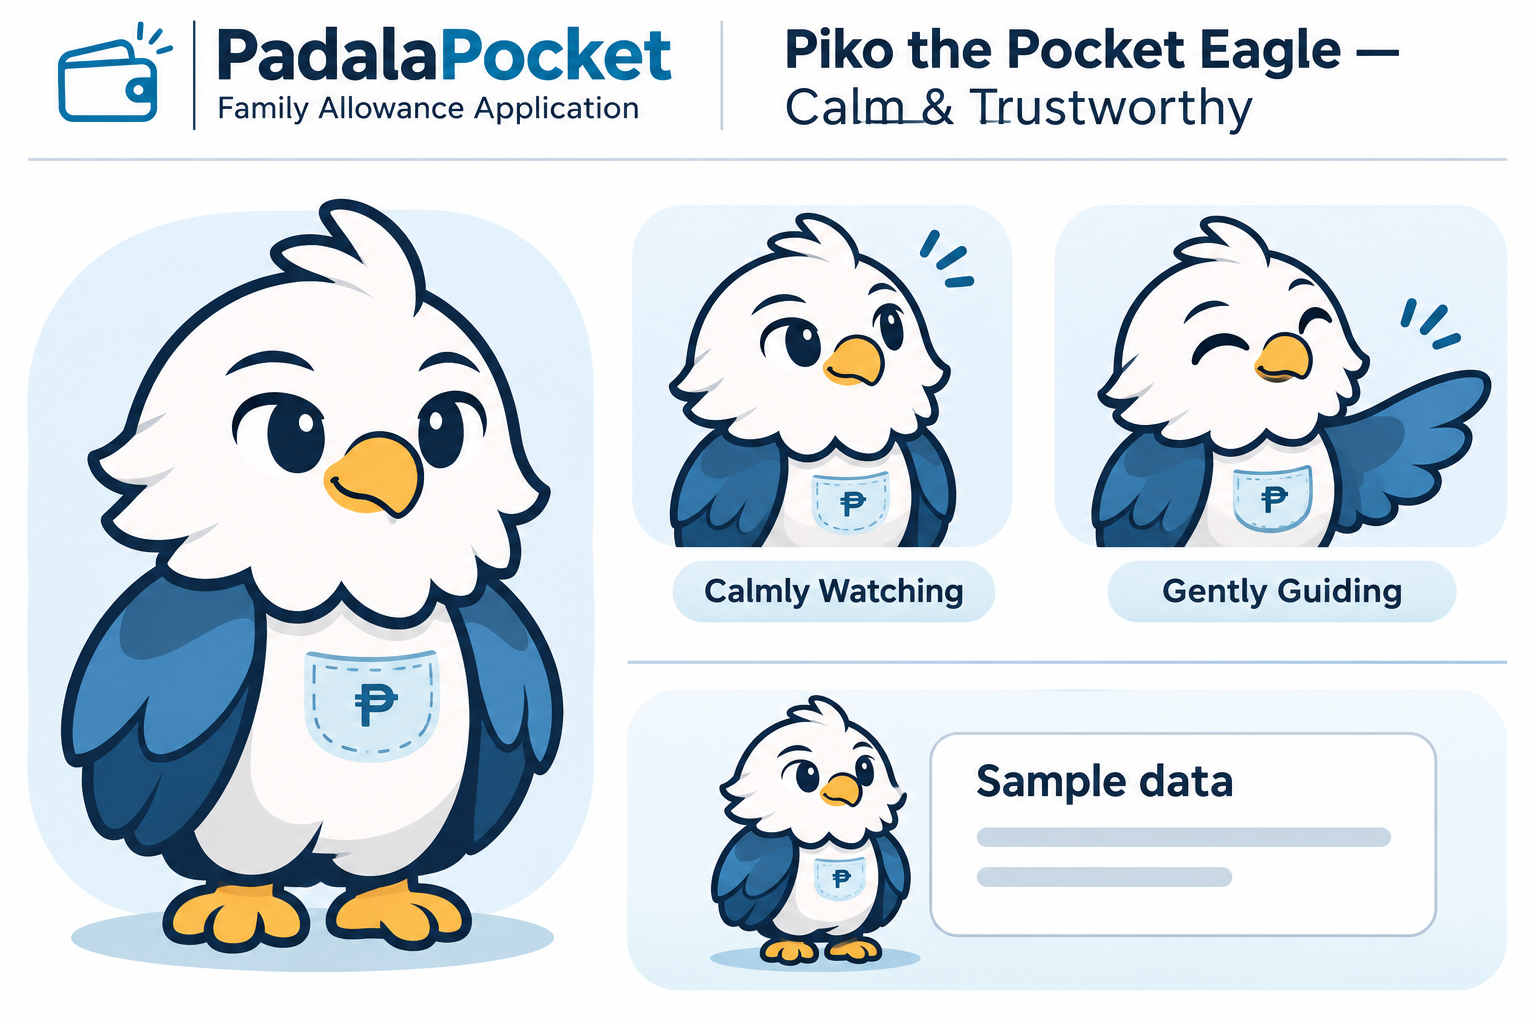 PadalaPocket
Family Allowance Application
Piko the Pocket Eagle —
Calm & Trustworthy
₱
₱
₱
Calmly Watching
Gently Guiding
Sample data
₱